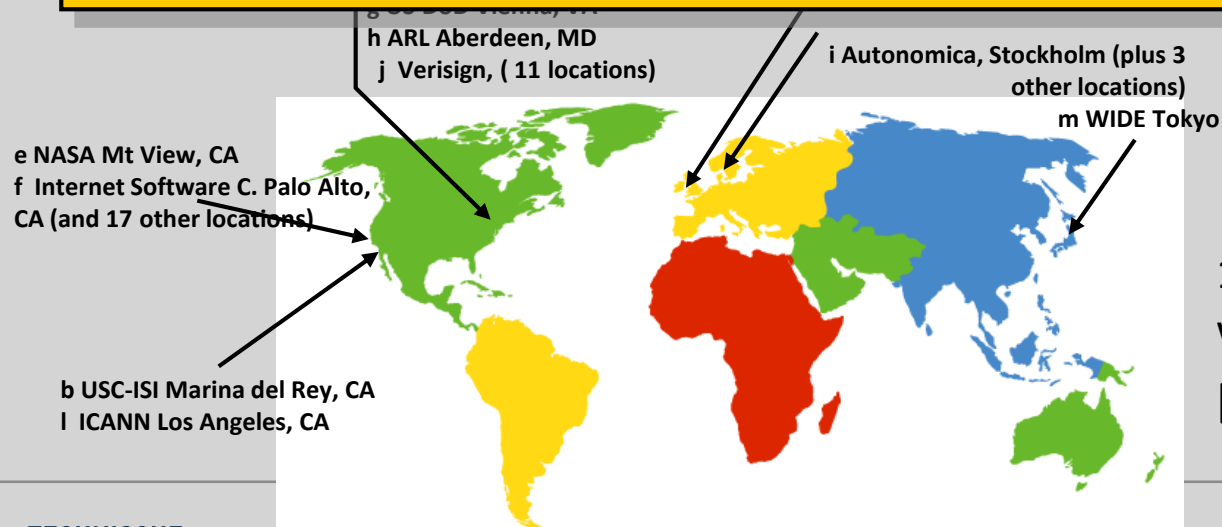 h ARL Aberdeen, MD
j Verisign, ( 11 locations)
i Autonomica, Stockholm (plus 3
other locations)
m WIDE Tokyo
e NASA Mt View, CA
f Internet Software C. Palo Alto,
CA (and 17 other locations)
b USC-ISI Marina del Rey, CA
l ICANN Los Angeles, CA